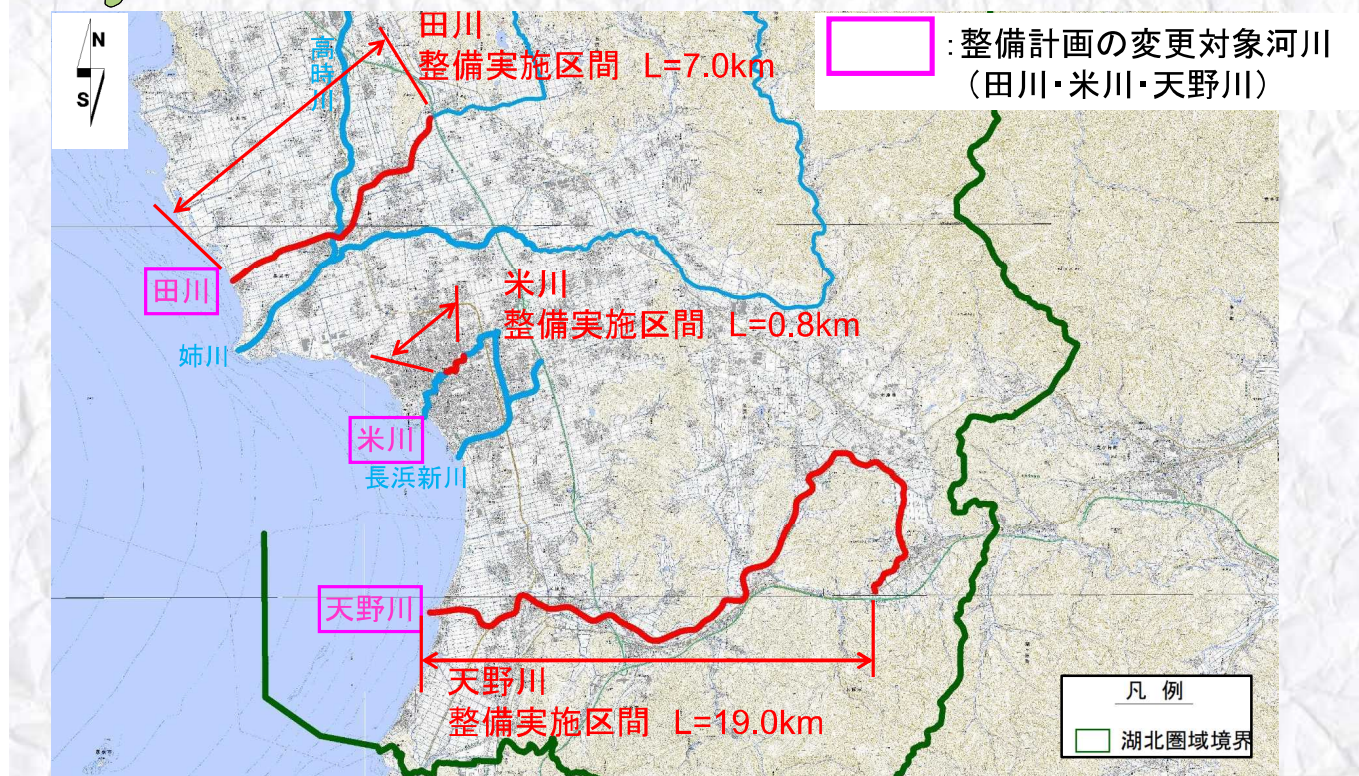 N
S
高時川
田川
整備実施区間 L=7.0km
:整備計画の変更対象河川
(田川・米川・天野川)
田川
米川
整備実施区間 L=0.8km
姉川
米川
長浜新川
天野川
天野川
整備実施区間 L=19.0km
凡 例
湖北圏域境界